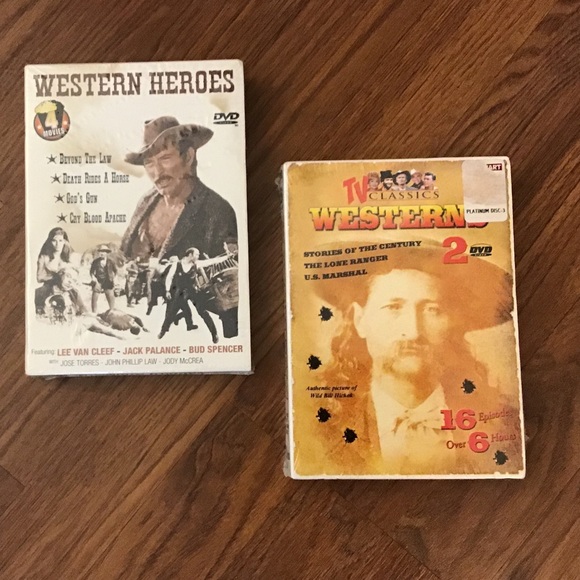 WESTERN HEROES
4
MOVIES
DVD
BEYOND THE LAW
DEATH RIDES A HORSE
GOD'S GUN
CRY BLOOD APACHE
Featuring: LEE VAN CLEEF - JACK PALANCE - BUD SPENCER
with JOSE TORRES - JOHN PHILLIP LAW - JODY McCREA
TV
CLASSICS
WESTERNS
PLATINUM DISC-3
2 DVD
STORIES OF THE CENTURY
THE LONE RANGER
U.S. MARSHAL
Authentic picture of
Wild Bill Hickok
16 Episodes
Over 6 Hours